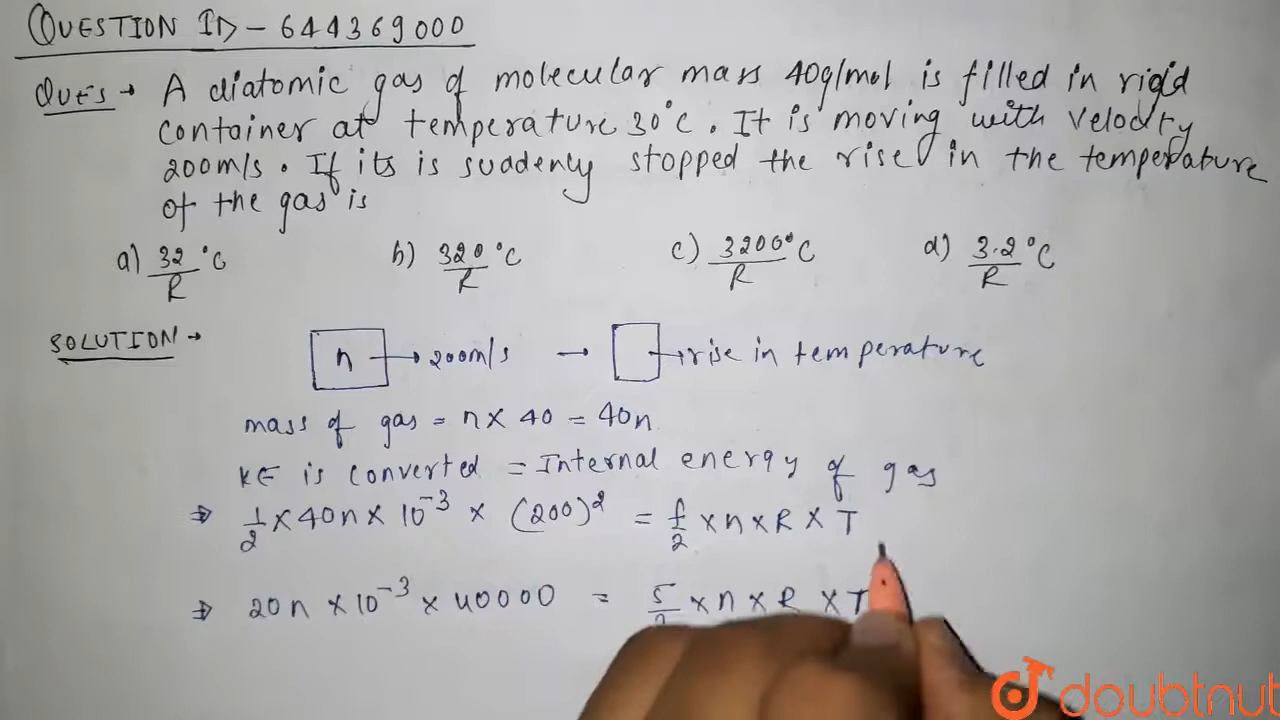 QUESTION ID - 644369000
QUES → A diatomic gas of molecular mass 40g/mol is filled in rigid
container at temperature 30°C. It is moving with velocity
200m/s. If its is suddenly stopped the rise in the temperature
of the gas is
a) 32/R °C b) 320/R °C c) 3200/R °C d) 3.2/R °C
SOLUTION →
n → 200m/s → → rise in temperature
mass of gas = n × 40 = 40n
KE is converted = Internal energy of gas
⇒ 1/2 × 40n × 10⁻³ × (200)² = f/2 × n × R × T
⇒ 20n × 10⁻³ × 40000 = 5/2 × n × R × T
doubtnut